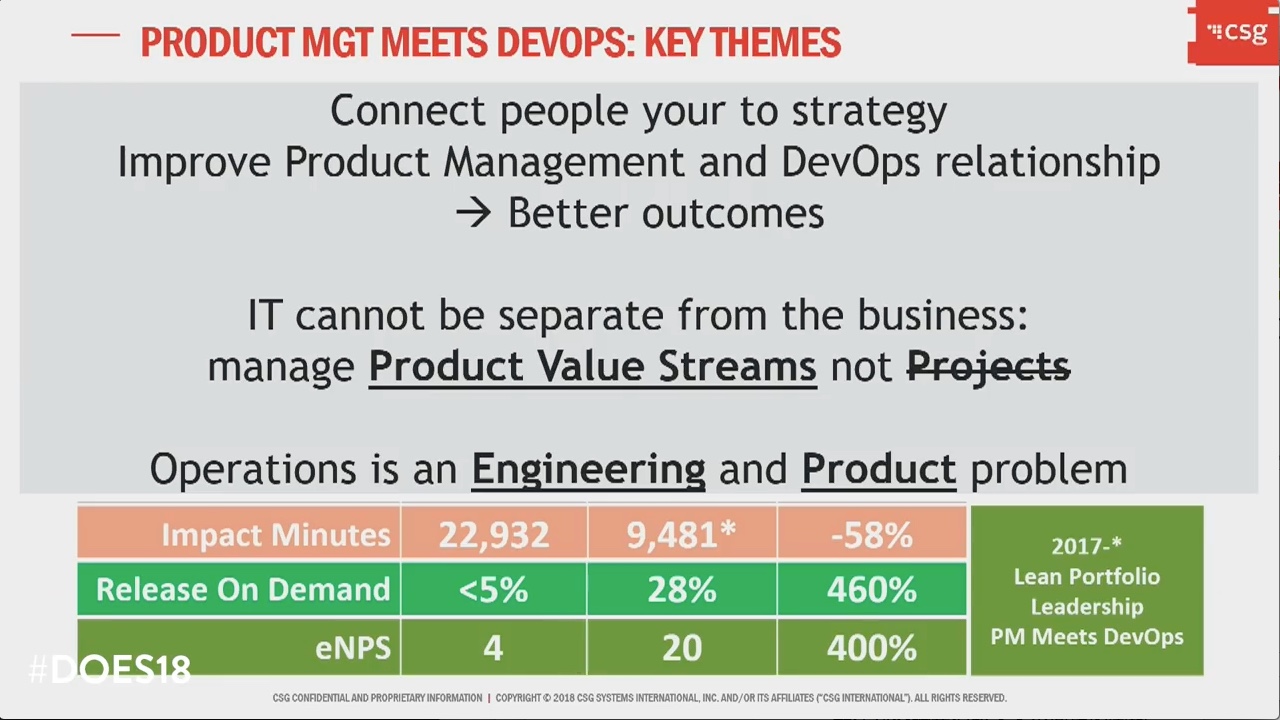 PRODUCT MGT MEETS DEVOPS: KEY THEMES
csg
Connect people your to strategy
Improve Product Management and DevOps relationship
→ Better outcomes
IT cannot be separate from the business:
manage Product Value Streams not Projects
Operations is an Engineering and Product problem
Impact Minutes 22,932 9,481* -58%
Release On Demand <5% 28% 460%
eNPS 4 20 400%
2017-*
Lean Portfolio
Leadership
PM Meets DevOps
#DOES18
CSG CONFIDENTIAL AND PROPRIETARY INFORMATION | COPYRIGHT © 2018 CSG SYSTEMS INTERNATIONAL, INC. AND/OR ITS AFFILIATES ("CSG INTERNATIONAL"). ALL RIGHTS RESERVED.